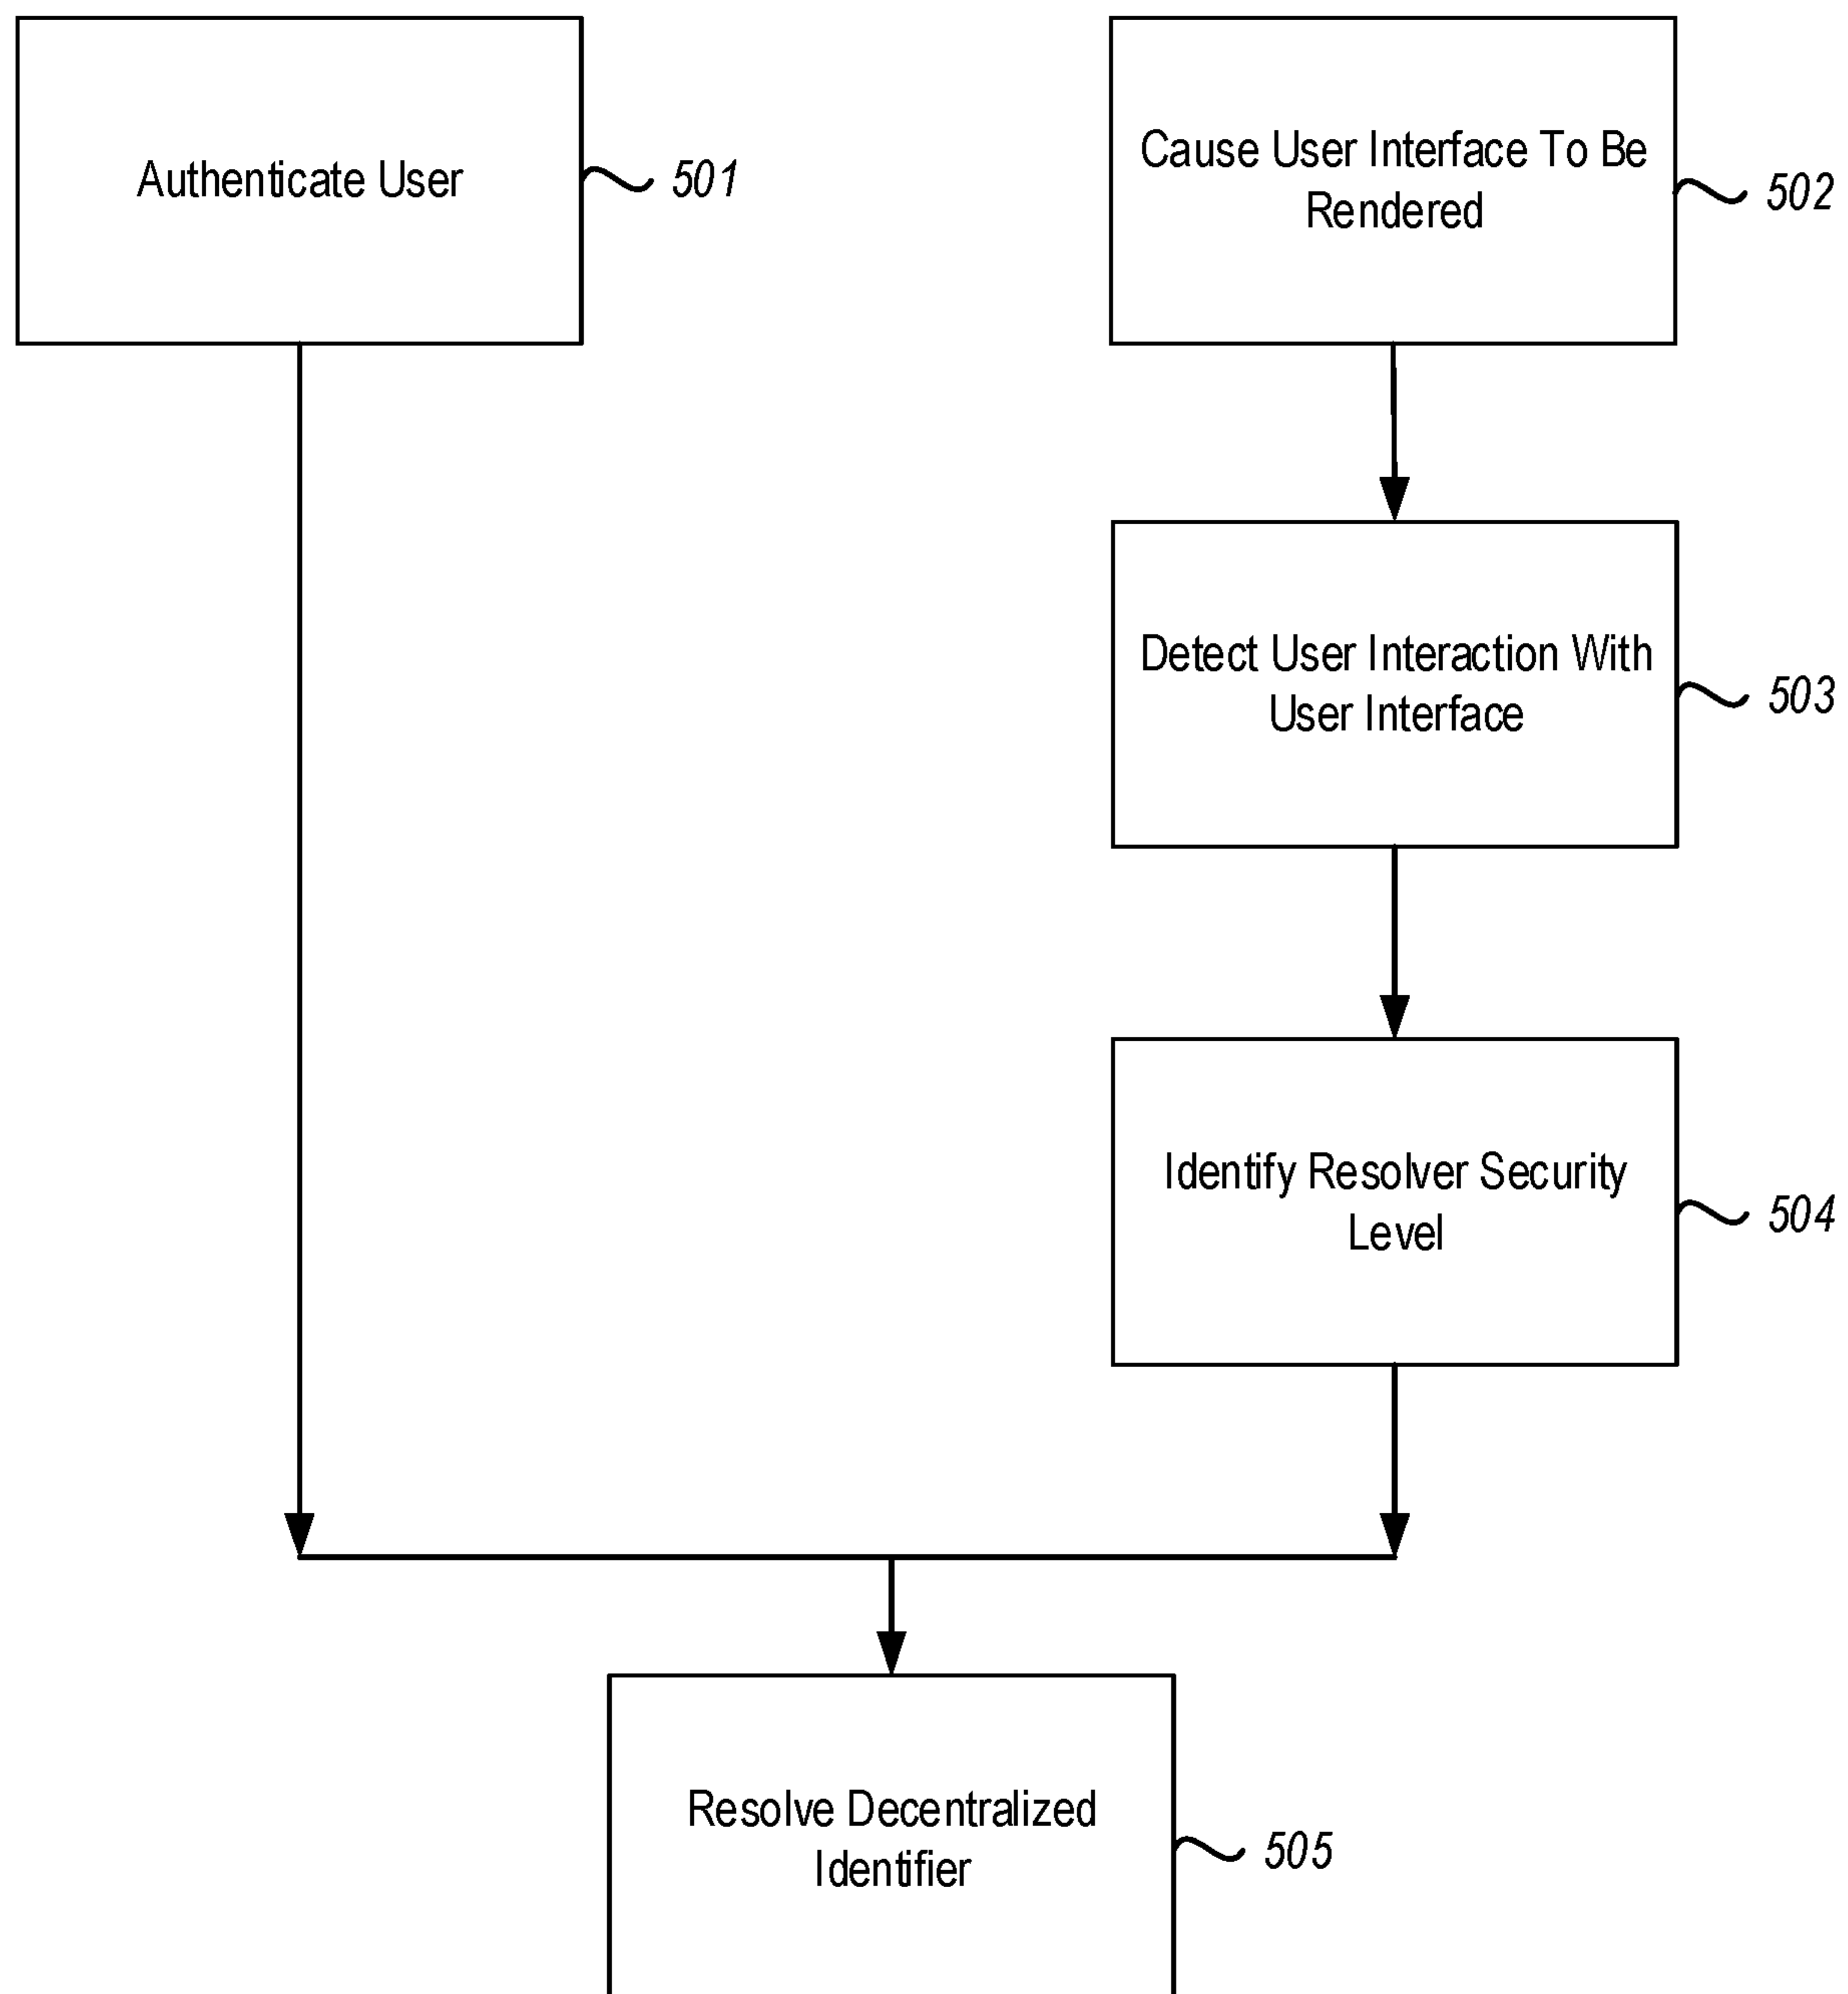 Authenticate User
501
Cause User Interface To Be
Rendered
502
Detect User Interaction With
User Interface
503
Identify Resolver Security
Level
504
Resolve Decentralized
Identifier
505